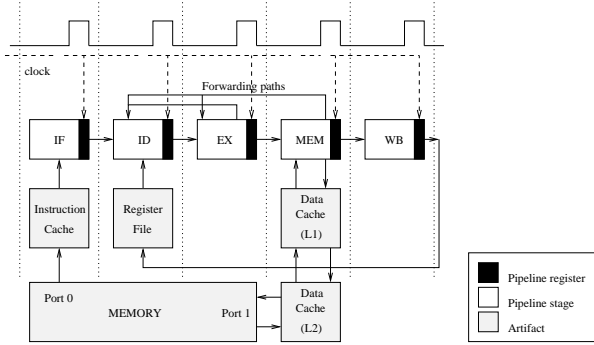 clock
Forwarding paths
IF
ID
EX
MEM
WB
Instruction
Cache
Register
File
Data
Cache
(L1)
Port 0
MEMORY
Port 1
Data
Cache
(L2)
Pipeline register
Pipeline stage
Artifact